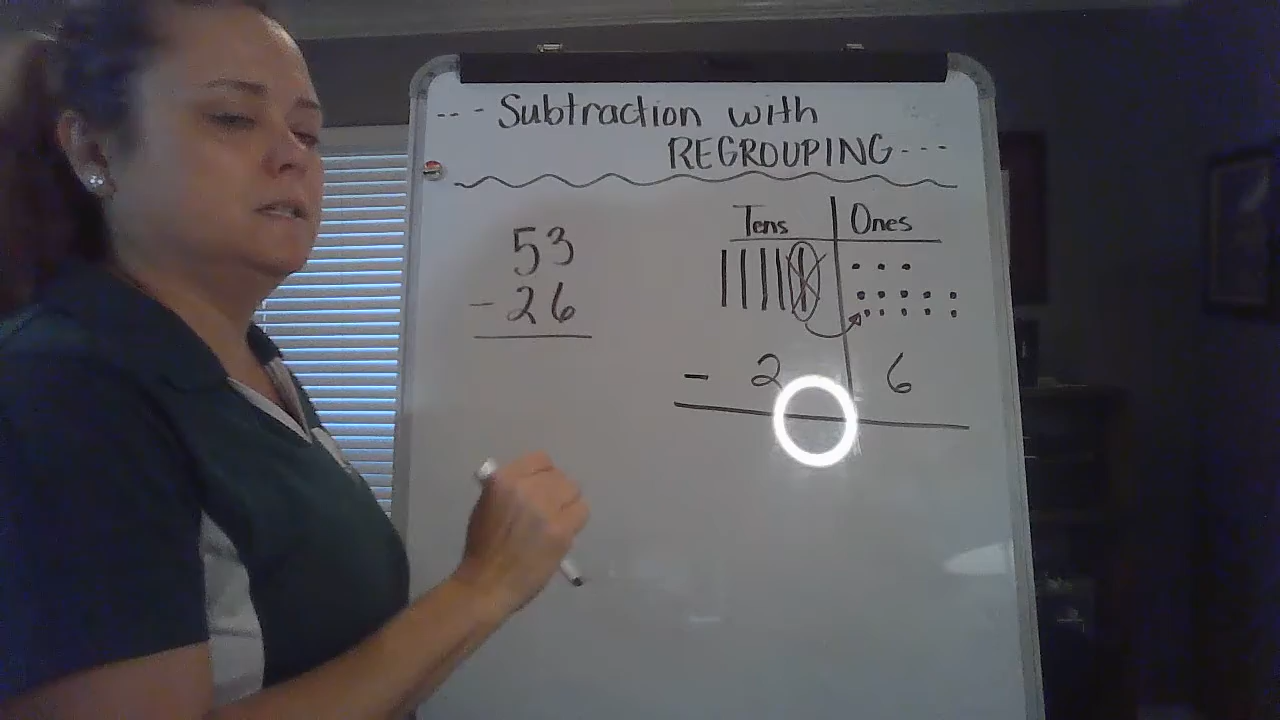 --- Subtraction with
REGROUPING ---
53
- 26
Tens Ones
- 2 6